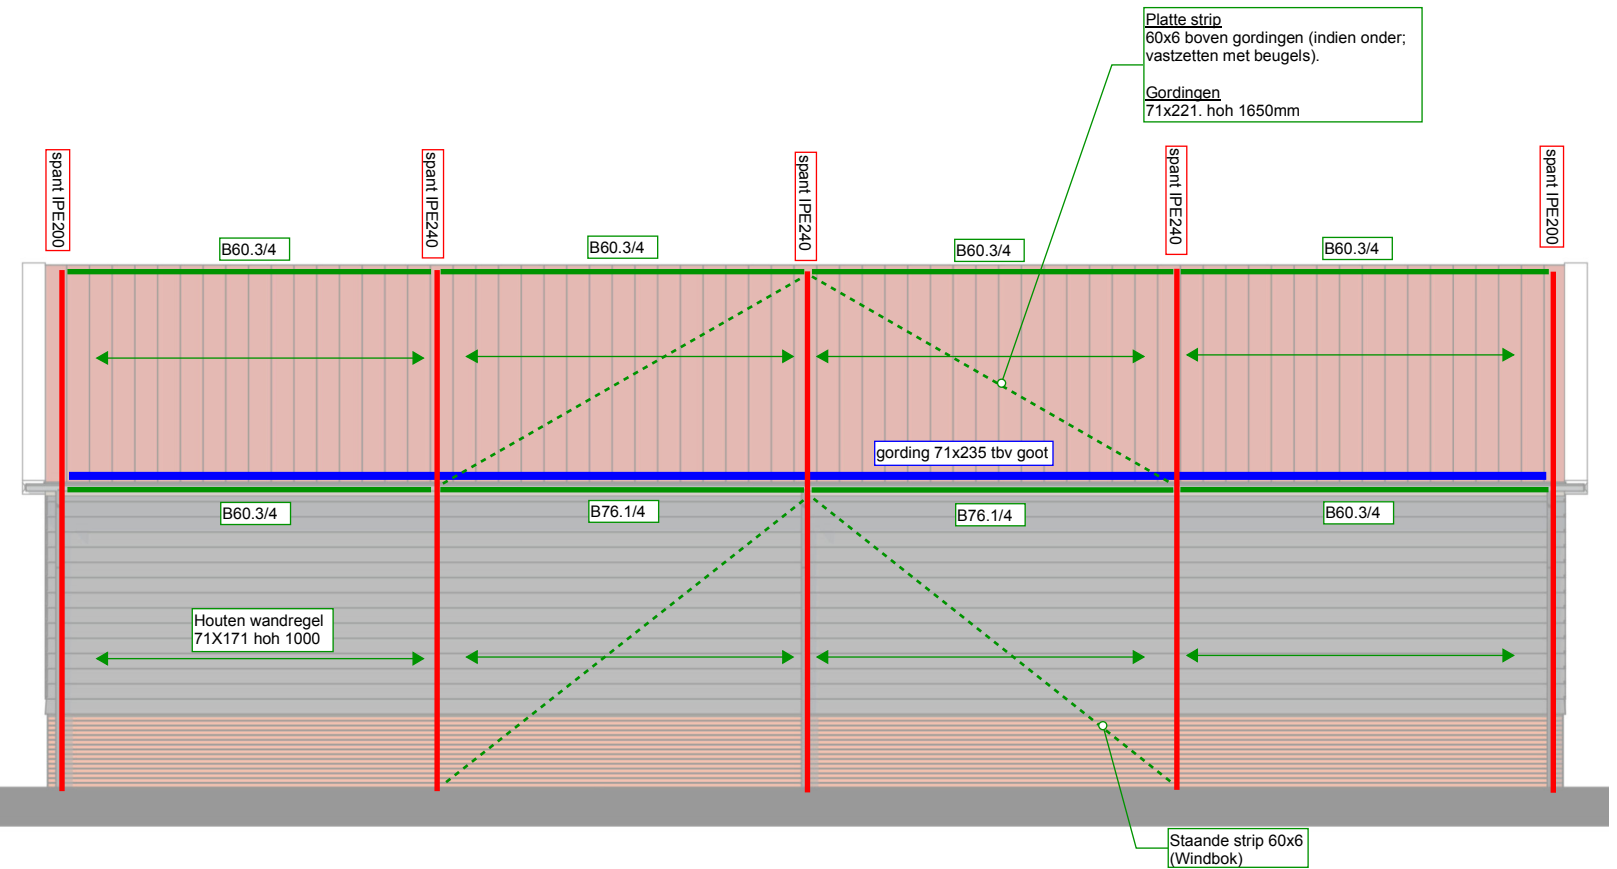 Platte strip
60x6 boven gordingen (indien onder;
vastzetten met beugels).
Gordingen
71x221. hoh 1650mm
spant IPE200
spant IPE240
spant IPE240
spant IPE240
spant IPE200
B60.3/4
B60.3/4
B60.3/4
B60.3/4
gording 71x235 tbv goot
B60.3/4
B76.1/4
B76.1/4
B60.3/4
Houten wandregel
71X171 hoh 1000
Staande strip 60x6
(Windbok)